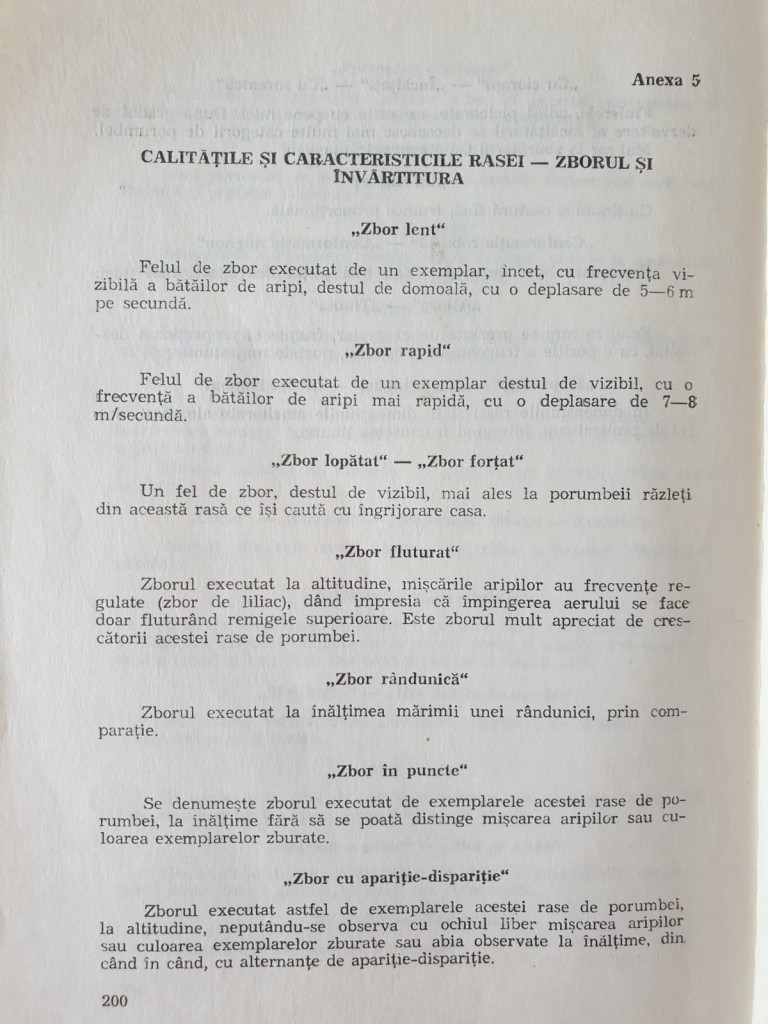 Anexa 5
CALITĂȚILE ȘI CARACTERISTICILE RASEI — ZBORUL ȘI
ÎNVÂRTITURA
„Zbor lent“
Felul de zbor executat de un exemplar, încet, cu frecvența vi-
zibilă a bătăilor de aripi, destul de domoală, cu o deplasare de 5—6 m
pe secundă.
„Zbor rapid“
Felul de zbor executat de un exemplar destul de vizibil, cu o
frecvență a bătăilor de aripi mai rapidă, cu o deplasare de 7—8
m/secundă.
„Zbor lopătat“ — „Zbor forțat“
Un fel de zbor, destul de vizibil, mai ales la porumbeii răzleți
din această rasă ce își caută cu îngrijorare casa.
„Zbor fluturat“
Zborul executat la altitudine, mișcările aripilor au frecvențe re-
gulate (zbor de liliac), dând impresia că împingerea aerului se face
doar fluturând remigele superioare. Este zborul mult apreciat de cres-
cătorii acestei rase de porumbei.
„Zbor rândunică“
Zborul executat la înălțimea mărimii unei rândunici, prin com-
parație.
„Zbor în puncte“
Se denumește zborul executat de exemplarele acestei rase de po-
rumbei, la înălțime fără să se poată distinge mișcarea aripilor sau cu-
loarea exemplarelor zburate.
„Zbor cu apariție-dispariție“
Zborul executat astfel de exemplarele acestei rase de porumbei,
la altitudine, neputându-se observa cu ochiul liber mișcarea aripilor
sau culoarea exemplarelor zburate sau abia observate la înălțime, din
când în când, cu alternanțe de apariție-dispariție.
200